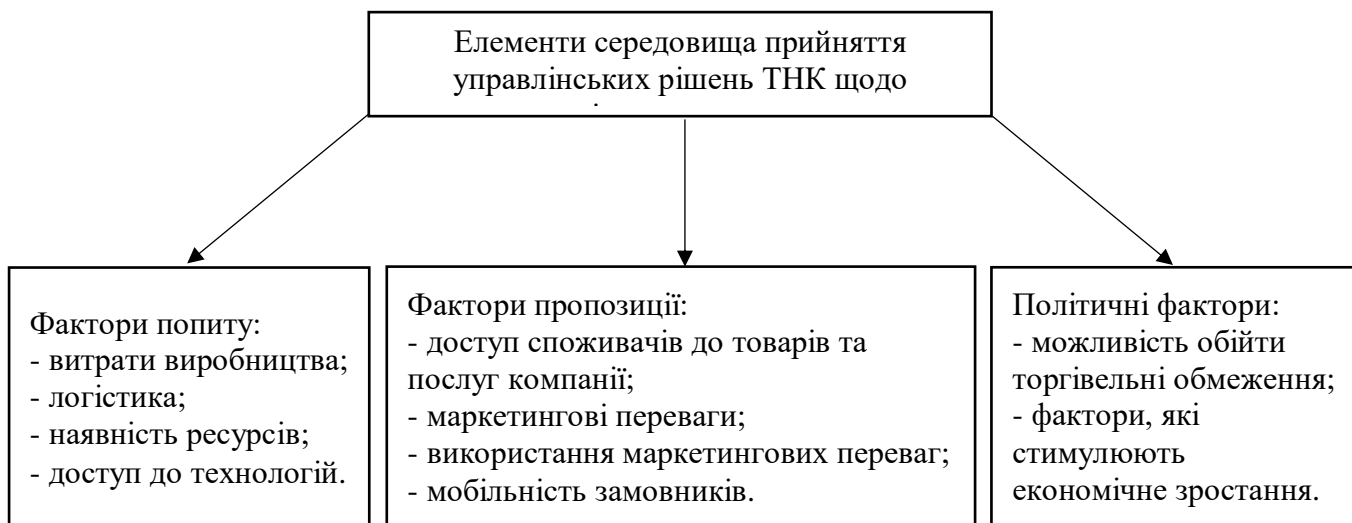 Елементи середовища прийняття
управлінських рішень ТНК щодо
Фактори попиту:
- витрати виробництва;
- логістика;
- наявність ресурсів;
- доступ до технологій.
Фактори пропозиції:
- доступ споживачів до товарів та
послуг компанії;
- маркетингові переваги;
- використання маркетингових переваг;
- мобільність замовників.
Політичні фактори:
- можливість обійти
торгівельні обмеження;
- фактори, які
стимулюють
економічне зростання.